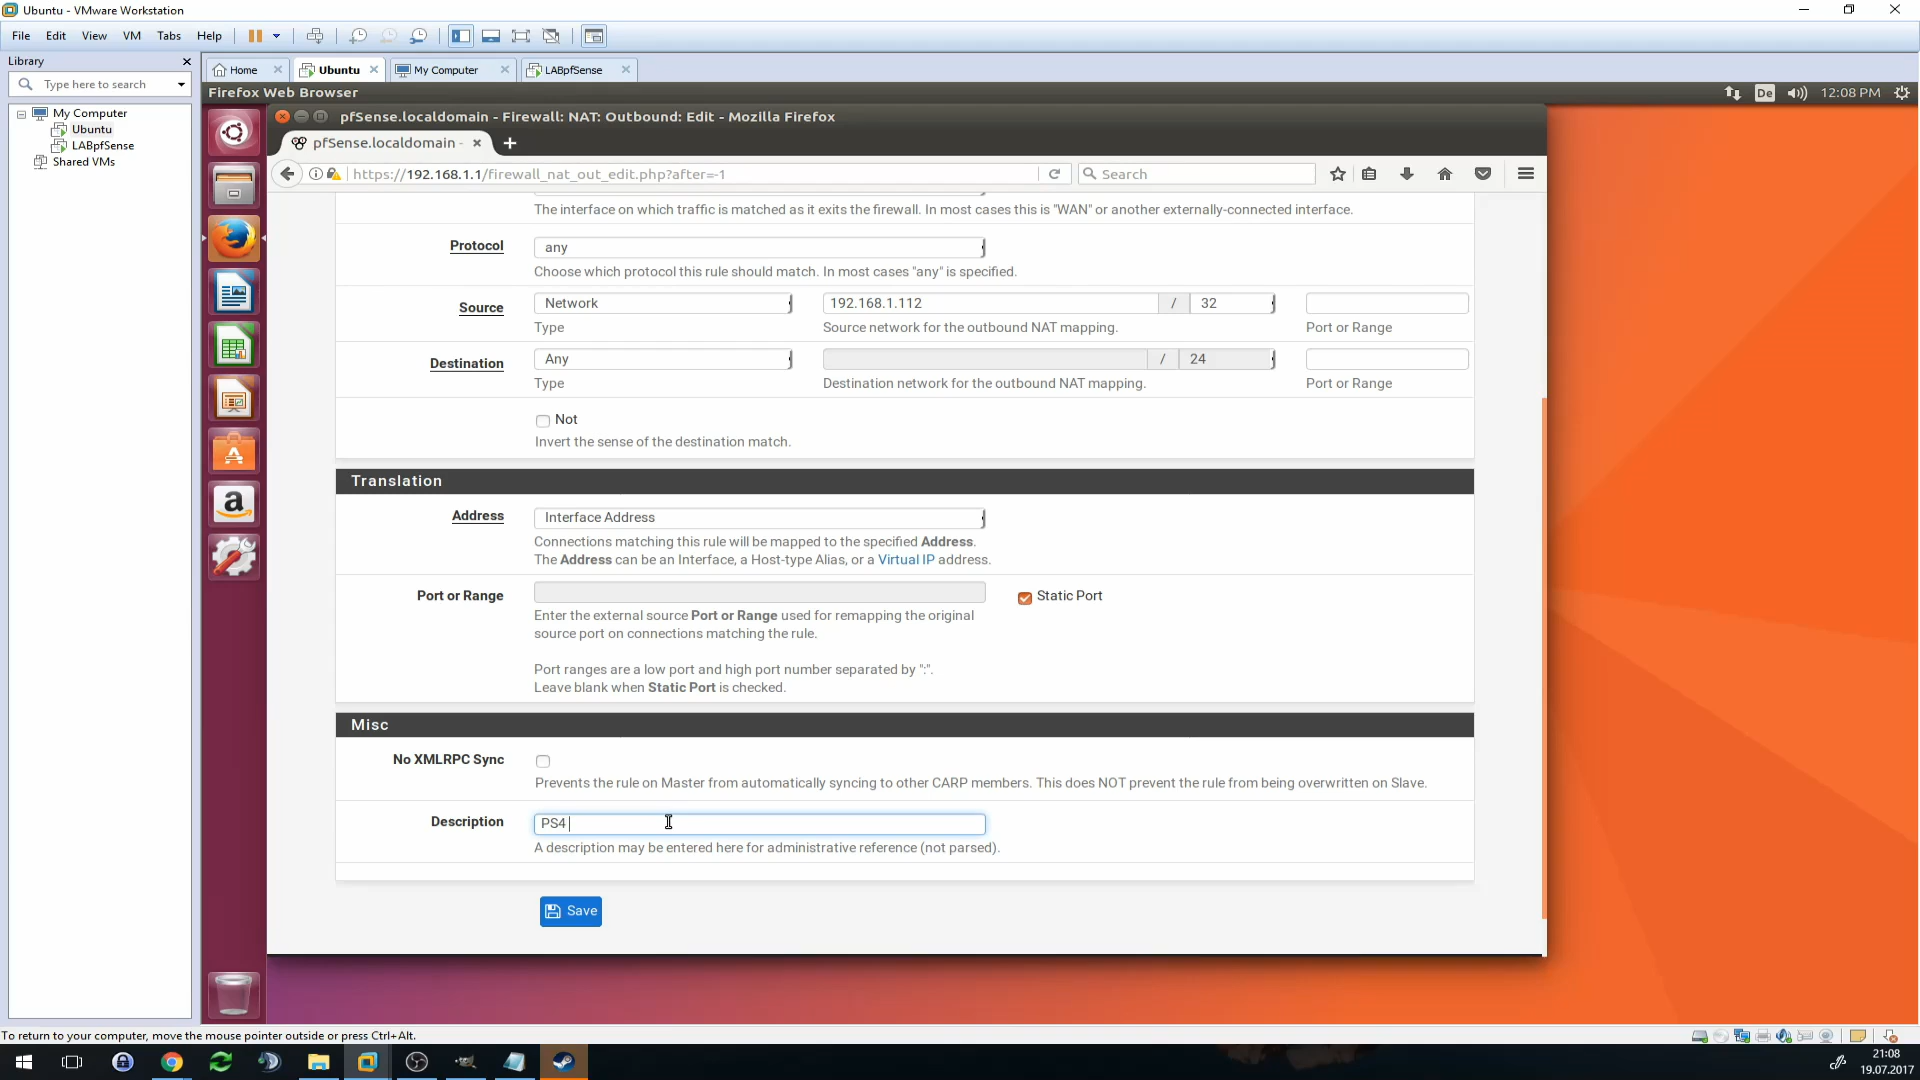 Ubuntu - VMware Workstation
File Edit View VM Tabs Help
Library
Type here to search
My Computer
Ubuntu
LABpfSense
Shared VMs
Home Ubuntu My Computer LABpfSense
Firefox Web Browser
De 12:08 PM
pfSense.localdomain - Firewall: NAT: Outbound: Edit - Mozilla Firefox
pfSense.localdomain -
https://192.168.1.1/firewall_nat_out_edit.php?after=-1
Search
The interface on which traffic is matched as it exits the firewall. In most cases this is "WAN" or another externally-connected interface.
Protocol any
Choose which protocol this rule should match. In most cases "any" is specified.
Source Network 192.168.1.112 / 32
Type Source network for the outbound NAT mapping. Port or Range
Destination Any / 24
Type Destination network for the outbound NAT mapping. Port or Range
Not
Invert the sense of the destination match.
Translation
Address Interface Address
Connections matching this rule will be mapped to the specified Address.
The Address can be an Interface, a Host-type Alias, or a Virtual IP address.
Port or Range Static Port
Enter the external source Port or Range used for remapping the original
source port on connections matching the rule.
Port ranges are a low port and high port number separated by ":".
Leave blank when Static Port is checked.
Misc
No XMLRPC Sync
Prevents the rule on Master from automatically syncing to other CARP members. This does NOT prevent the rule from being overwritten on Slave.
Description PS4
A description may be entered here for administrative reference (not parsed).
Save
To return to your computer, move the mouse pointer outside or press Ctrl+Alt.
21:08
19.07.2017